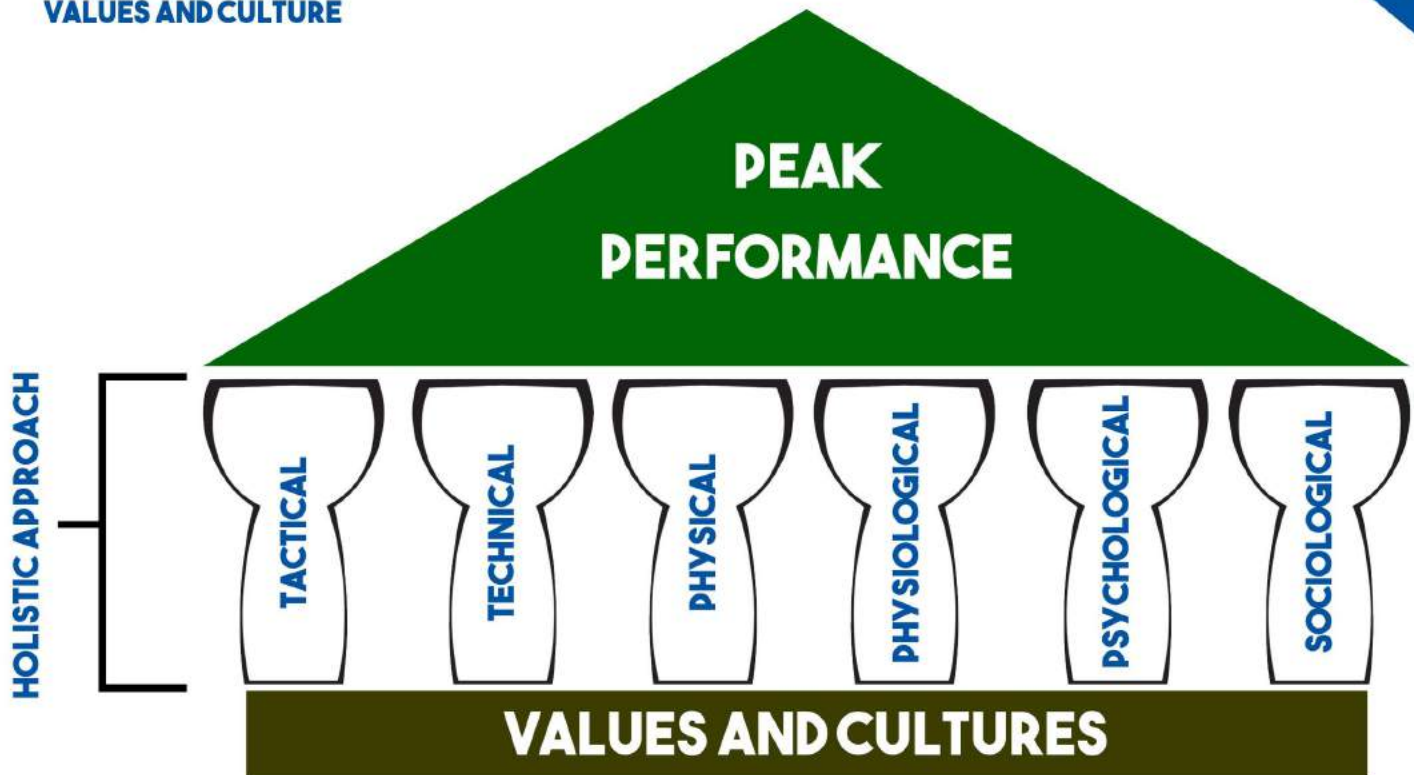 VALUES AND CULTURE
PEAK
PERFORMANCE
HOLISTIC APPROACH
TACTICAL
TECHNICAL
PHYSICAL
PHYSIOLOGICAL
PSYCHOLOGICAL
SOCIOLOGICAL
VALUES AND CULTURES